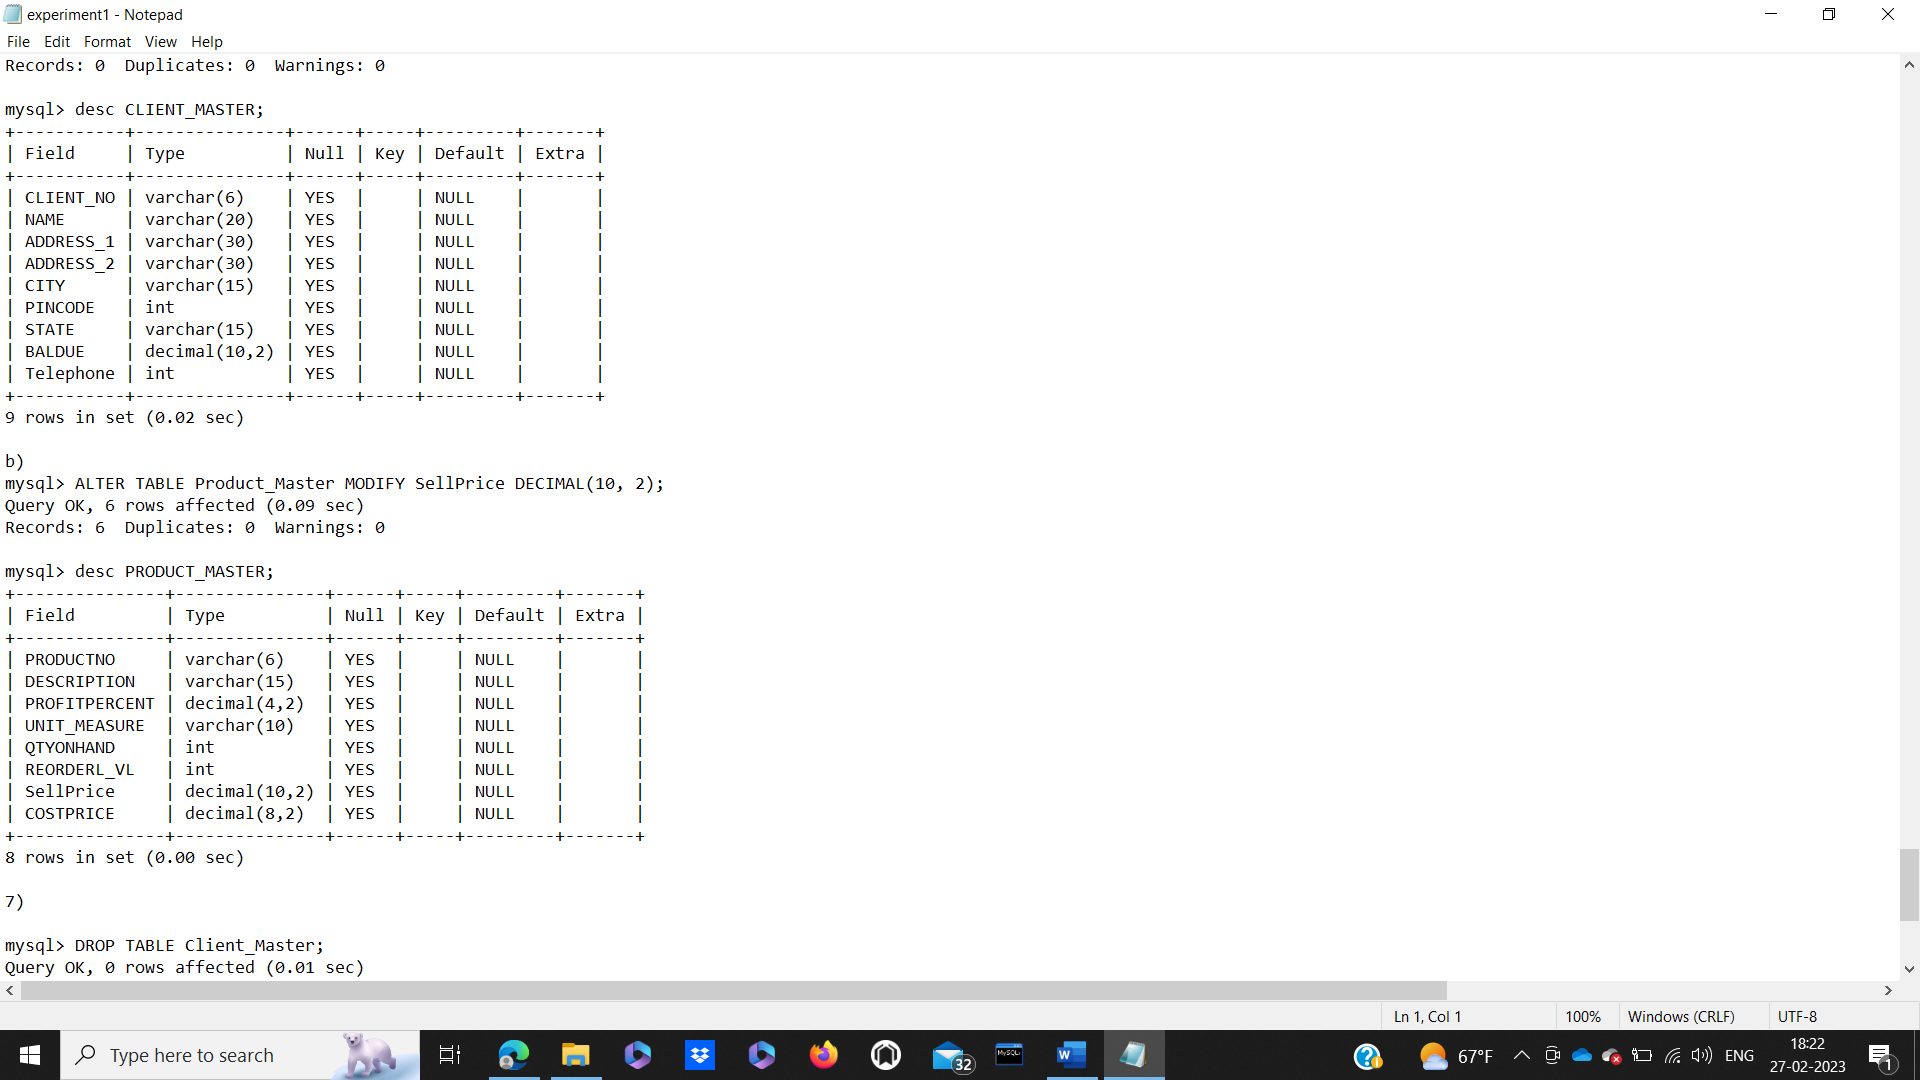 experiment1 - Notepad
File Edit Format View Help
Records: 0  Duplicates: 0  Warnings: 0
mysql> desc CLIENT_MASTER;
+-----------+---------------+------+-----+---------+-------+
| Field     | Type          | Null | Key | Default | Extra |
+-----------+---------------+------+-----+---------+-------+
| CLIENT_NO | varchar(6)    | YES  |     | NULL    |       |
| NAME      | varchar(20)   | YES  |     | NULL    |       |
| ADDRESS_1 | varchar(30)   | YES  |     | NULL    |       |
| ADDRESS_2 | varchar(30)   | YES  |     | NULL    |       |
| CITY      | varchar(15)   | YES  |     | NULL    |       |
| PINCODE   | int           | YES  |     | NULL    |       |
| STATE     | varchar(15)   | YES  |     | NULL    |       |
| BALDUE    | decimal(10,2) | YES  |     | NULL    |       |
| Telephone | int           | YES  |     | NULL    |       |
+-----------+---------------+------+-----+---------+-------+
9 rows in set (0.02 sec)
b)
mysql> ALTER TABLE Product_Master MODIFY SellPrice DECIMAL(10, 2);
Query OK, 6 rows affected (0.09 sec)
Records: 6  Duplicates: 0  Warnings: 0
mysql> desc PRODUCT_MASTER;
+---------------+---------------+------+-----+---------+-------+
| Field         | Type          | Null | Key | Default | Extra |
+---------------+---------------+------+-----+---------+-------+
| PRODUCTNO     | varchar(6)    | YES  |     | NULL    |       |
| DESCRIPTION   | varchar(15)   | YES  |     | NULL    |       |
| PROFITPERCENT | decimal(4,2)  | YES  |     | NULL    |       |
| UNIT_MEASURE  | varchar(10)   | YES  |     | NULL    |       |
| QTYONHAND     | int           | YES  |     | NULL    |       |
| REORDERL_VL   | int           | YES  |     | NULL    |       |
| SellPrice     | decimal(10,2) | YES  |     | NULL    |       |
| COSTPRICE     | decimal(8,2)  | YES  |     | NULL    |       |
+---------------+---------------+------+-----+---------+-------+
8 rows in set (0.00 sec)
7)
mysql> DROP TABLE Client_Master;
Query OK, 0 rows affected (0.01 sec)
Ln 1, Col 1 100% Windows (CRLF) UTF-8
Type here to search 32 67°F ENG 18:22
27-02-2023 1